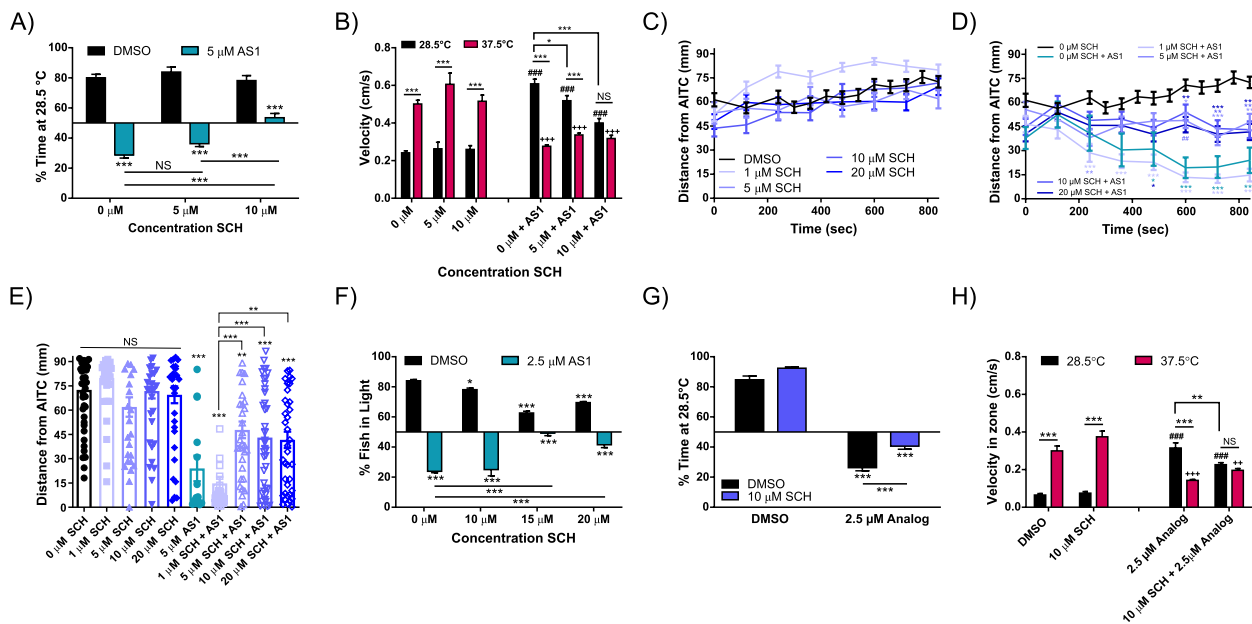 A)
DMSO
5 μM AS1
% Time at 28.5 °C
100
80
60
40
20
0
***
***
***
NS
***
***
0 μM
5 μM
10 μM
Concentration SCH
B)
28.5°C
37.5°C
Velocity (cm/s)
0.8
0.6
0.4
0.2
0.0
***
***
***
***
*
***
NS
###
###
###
+++
+++
+++
0 μM
5 μM
10 μM
0 μM + AS1
5 μM + AS1
10 μM + AS1
Concentration SCH
C)
Distance from AITC (mm)
90
75
60
45
30
15
0
0
200
400
600
800
Time (sec)
DMSO
1 μM SCH
5 μM SCH
10 μM SCH
20 μM SCH
D)
0 μM SCH
0 μM SCH + AS1
1 μM SCH + AS1
5 μM SCH + AS1
Distance from AITC (mm)
90
75
60
45
30
15
0
10 μM SCH + AS1
20 μM SCH + AS1
0
200
400
600
800
Time (sec)
E)
Distance from AITC (mm)
90
75
60
45
30
15
0
NS
***
***
***
**
***
***
***
**
0 μM SCH
1 μM SCH
5 μM SCH
10 μM SCH
20 μM SCH
5 μM AS1
1 μM SCH + AS1
5 μM SCH + AS1
10 μM SCH + AS1
20 μM SCH + AS1
F)
DMSO
2.5 μM AS1
% Fish in Light
100
80
60
40
20
0
*
***
***
***
***
***
***
***
***
0 μM
10 μM
15 μM
20 μM
Concentration SCH
G)
% Time at 28.5°C
100
80
60
40
20
0
***
***
***
DMSO
10 μM SCH
DMSO
2.5 μM Analog
H)
28.5°C
37.5°C
Velocity in zone (cm/s)
0.8
0.6
0.4
0.2
0.0
***
***
**
***
NS
###
###
+++
++
DMSO
10 μM SCH
2.5 μM Analog
10 μM SCH + 2.5μM Analog